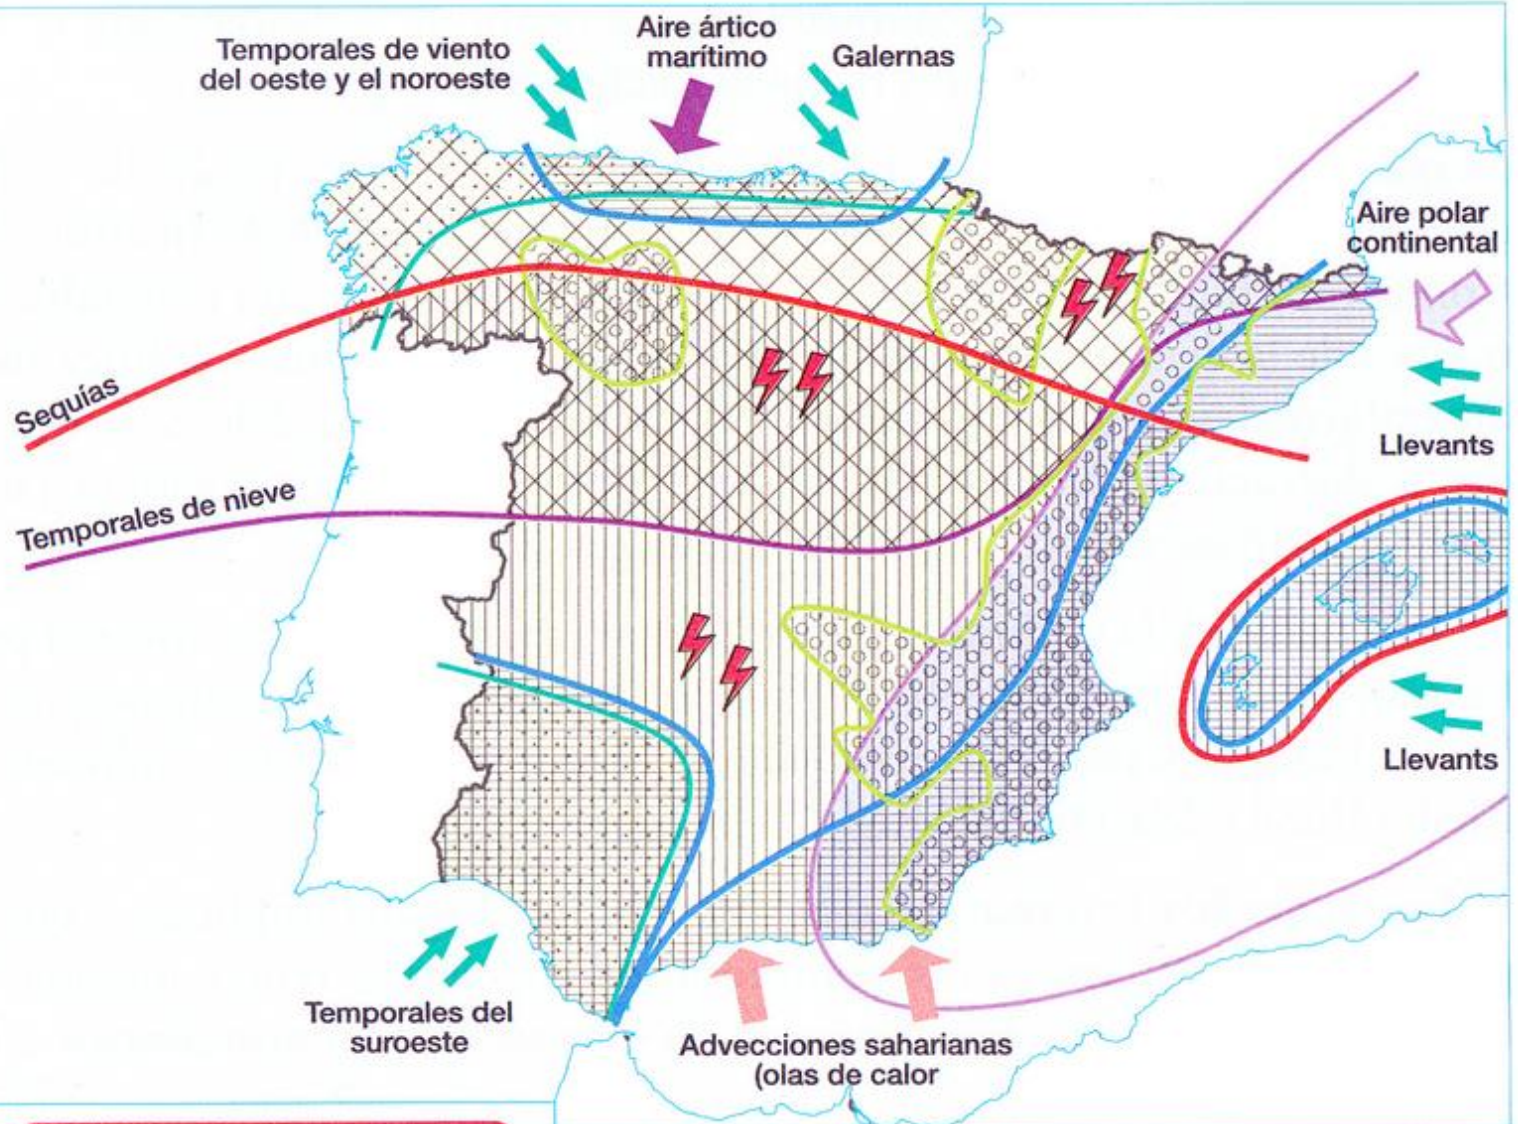 Temporales de viento
del oeste y el noroeste
Aire ártico
marítimo
Galernas
Aire polar
continental
Sequías
Llevants
Temporales de nieve
Llevants
Temporales del
suroeste
Advecciones saharianas
(olas de calor